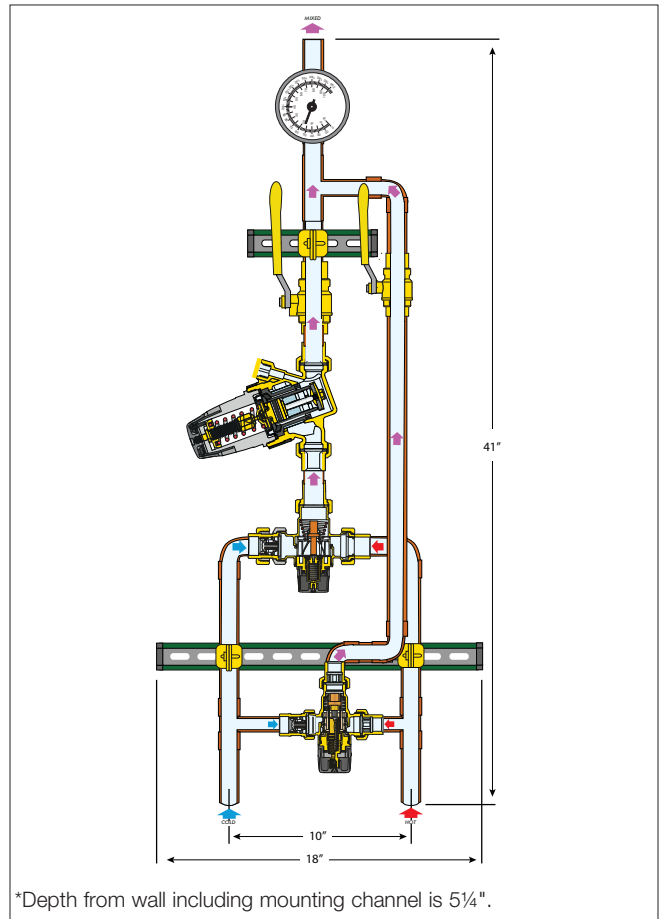 MIXED
41"
COLD
HOT
10"
18"
*Depth from wall including mounting channel is 5¼".